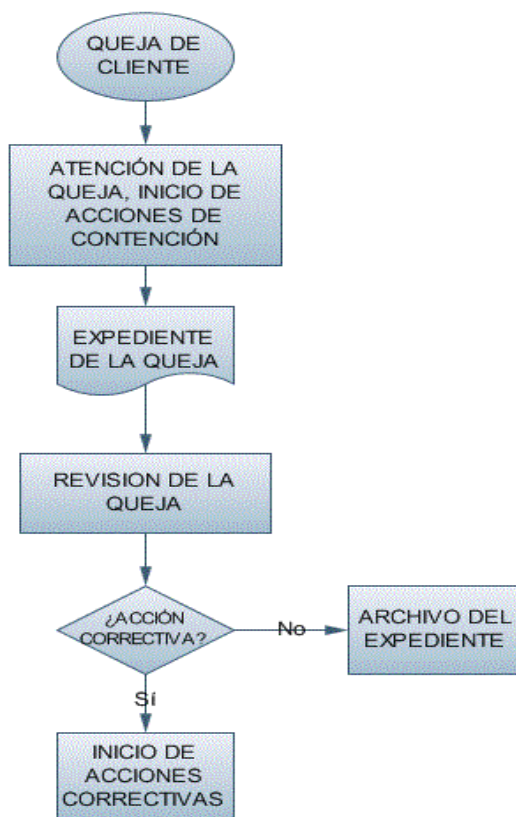 QUEJA DE
CLIENTE
ATENCIÓN DE LA
QUEJA, INICIO DE
ACCIONES DE
CONTENCIÓN
EXPEDIENTE
DE LA QUEJA
REVISION DE LA
QUEJA
¿ACCIÓN
CORRECTIVA?
No
ARCHIVO DEL
EXPEDIENTE
Sí
INICIO DE
ACCIONES
CORRECTIVAS